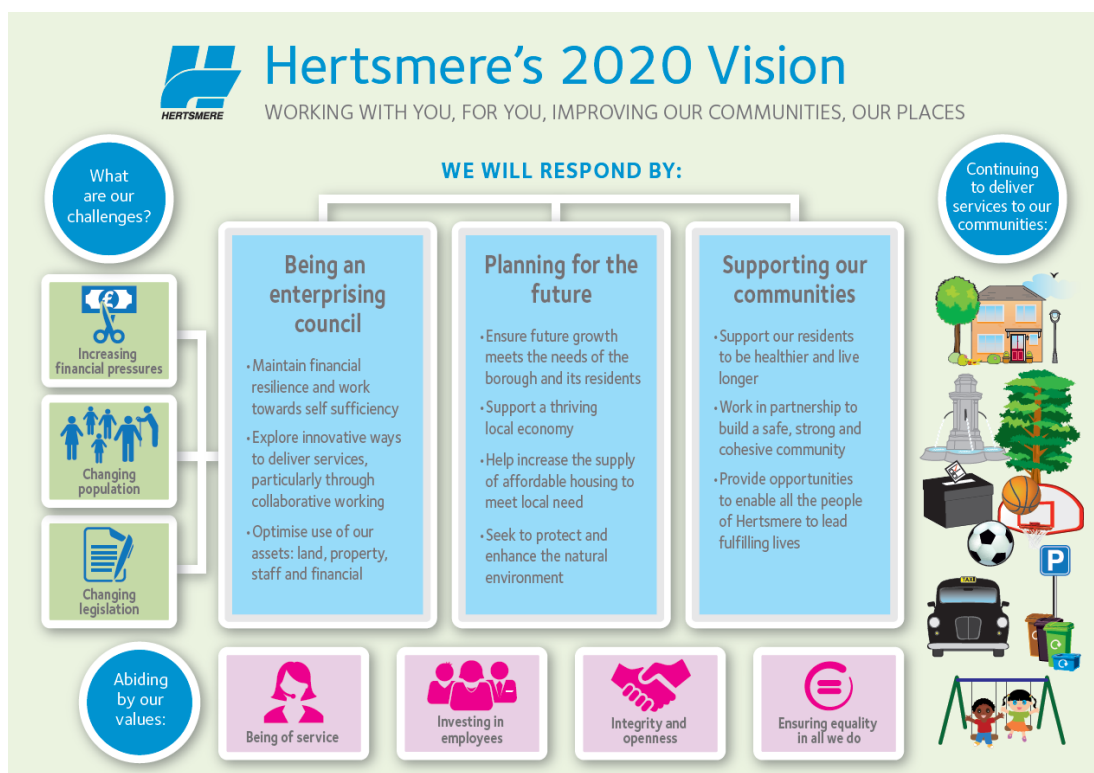 Hertsmere's 2020 Vision
HERTSMERE
WORKING WITH YOU, FOR YOU, IMPROVING OUR COMMUNITIES, OUR PLACES
What
are our
challenges?
Increasing
financial pressures
Changing
population
Changing
legislation
WE WILL RESPOND BY:
Being an
enterprising
council
•Maintain financial
resilience and work
towards self sufficiency
•Explore innovative ways
to deliver services,
particularly through
collaborative working
•Optimise use of our
assets: land, property,
staff and financial
Planning for the
future
•Ensure future growth
meets the needs of the
borough and its residents
•Support a thriving
local economy
•Help increase the supply
of affordable housing to
meet local need
•Seek to protect and
enhance the natural
environment
Supporting our
communities
•Support our residents
to be healthier and live
longer
•Work in partnership to
build a safe, strong and
cohesive community
•Provide opportunities
to enable all the people
of Hertsmere to lead
fulfilling lives
Continuing
to deliver
services to our
communities:
P
TAXI
Abiding
by our
values:
Being of service
Investing in
employees
Integrity and
openness
Ensuring equality
in all we do